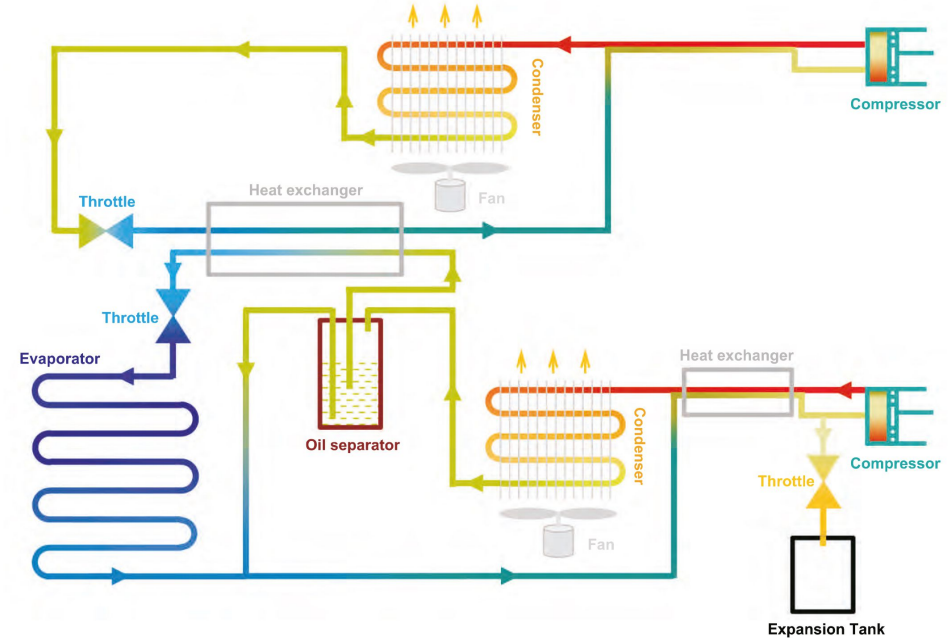 Condenser
Compressor
Fan
Heat exchanger
Throttle
Throttle
Evaporator
Oil separator
Heat exchanger
Condenser
Compressor
Throttle
Fan
Expansion Tank